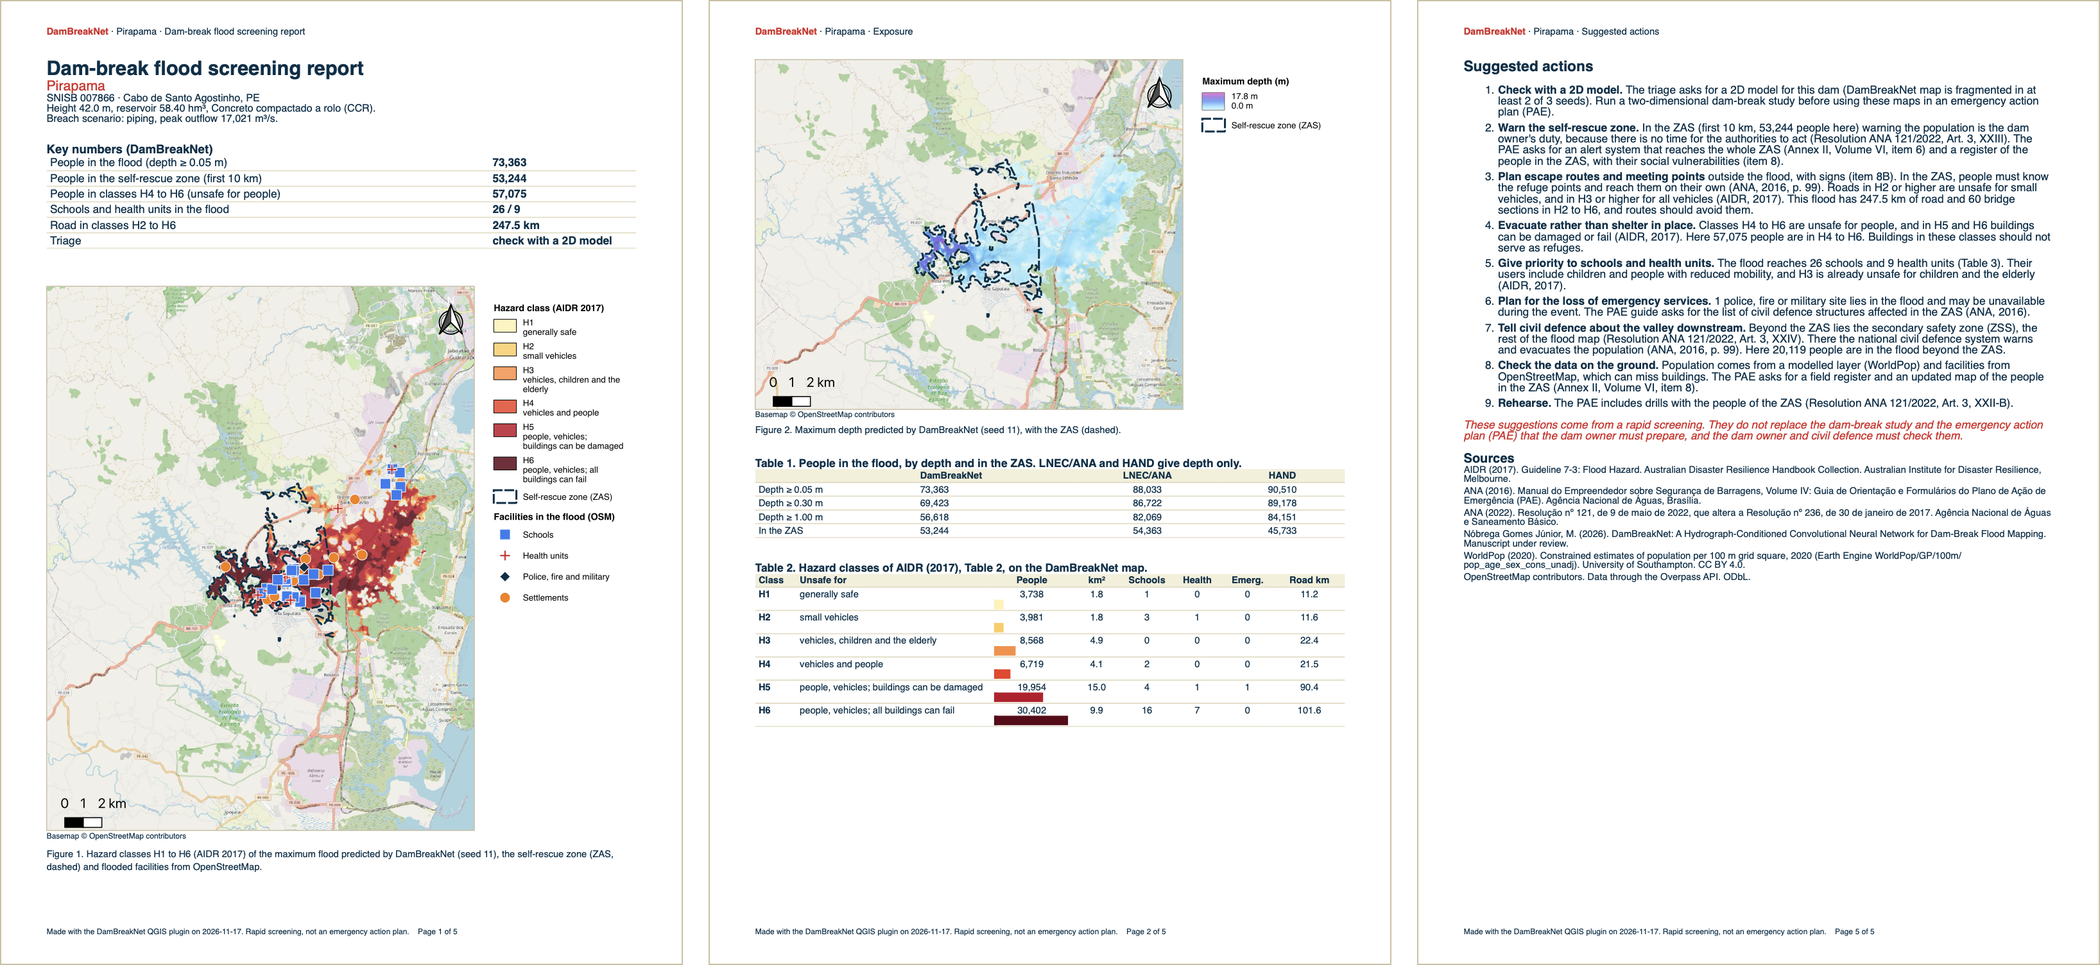 DamBreakNet · Pirapama · Dam-break flood screening report
Dam-break flood screening report
Pirapama
SNISB 007866 · Cabo de Santo Agostinho, PE
Height 42.0 m, reservoir 58.40 hm³, Concreto compactado a rolo (CCR).
Breach scenario: piping, peak outflow 17,021 m³/s.
Key numbers (DamBreakNet)
People in the flood (depth ≥ 0.05 m) 73,363
People in the self-rescue zone (first 10 km) 53,244
People in classes H4 to H6 (unsafe for people) 57,075
Schools and health units in the flood 26 / 9
Road in classes H2 to H6 247.5 km
Triage check with a 2D model
Hazard class (AIDR 2017)
H1
generally safe
H2
small vehicles
H3
vehicles, children and the
elderly
H4
vehicles and people
H5
people, vehicles;
buildings can be damaged
H6
people, vehicles; all
buildings can fail
Self-rescue zone (ZAS)
Facilities in the flood (OSM)
Schools
Health units
Police, fire and military
Settlements
0 1 2 km
Basemap © OpenStreetMap contributors
Figure 1. Hazard classes H1 to H6 (AIDR 2017) of the maximum flood predicted by DamBreakNet (seed 11), the self-rescue zone (ZAS,
dashed) and flooded facilities from OpenStreetMap.
Made with the DamBreakNet QGIS plugin on 2026-11-17. Rapid screening, not an emergency action plan. Page 1 of 5
DamBreakNet · Pirapama · Exposure
Maximum depth (m)
17.8 m
0.0 m
Self-rescue zone (ZAS)
0 1 2 km
Basemap © OpenStreetMap contributors
Figure 2. Maximum depth predicted by DamBreakNet (seed 11), with the ZAS (dashed).
Table 1. People in the flood, by depth and in the ZAS. LNEC/ANA and HAND give depth only.
DamBreakNet LNEC/ANA HAND
Depth ≥ 0.05 m 73,363 88,033 90,510
Depth ≥ 0.30 m 69,423 86,722 89,178
Depth ≥ 1.00 m 56,618 82,069 84,151
In the ZAS 53,244 54,363 45,733
Table 2. Hazard classes of AIDR (2017), Table 2, on the DamBreakNet map.
Class Unsafe for People km² Schools Health Emerg. Road km
H1 generally safe 3,738 1.8 1 0 0 11.2
H2 small vehicles 3,981 1.8 3 1 0 11.6
H3 vehicles, children and the elderly 8,568 4.9 0 0 0 22.4
H4 vehicles and people 6,719 4.1 2 0 0 21.5
H5 people, vehicles; buildings can be damaged 19,954 15.0 4 1 1 90.4
H6 people, vehicles; all buildings can fail 30,402 9.9 16 7 0 101.6
Made with the DamBreakNet QGIS plugin on 2026-11-17. Rapid screening, not an emergency action plan. Page 2 of 5
DamBreakNet · Pirapama · Suggested actions
Suggested actions
1. Check with a 2D model. The triage asks for a 2D model for this dam (DamBreakNet map is fragmented in at
least 2 of 3 seeds). Run a two-dimensional dam-break study before using these maps in an emergency action
plan (PAE).
2. Warn the self-rescue zone. In the ZAS (first 10 km, 53,244 people here) warning the population is the dam
owner's duty, because there is no time for the authorities to act (Resolution ANA 121/2022, Art. 3, XXIII). The
PAE asks for an alert system that reaches the whole ZAS (Annex II, Volume VI, item 6) and a register of the
people in the ZAS, with their social vulnerabilities (item 8).
3. Plan escape routes and meeting points outside the flood, with signs (item 8B). In the ZAS, people must know
the refuge points and reach them on their own (ANA, 2016, p. 99). Roads in H2 or higher are unsafe for small
vehicles, and in H3 or higher for all vehicles (AIDR, 2017). This flood has 247.5 km of road and 60 bridge
sections in H2 to H6, and routes should avoid them.
4. Evacuate rather than shelter in place. Classes H4 to H6 are unsafe for people, and in H5 and H6 buildings
can be damaged or fail (AIDR, 2017). Here 57,075 people are in H4 to H6. Buildings in these classes should not
serve as refuges.
5. Give priority to schools and health units. The flood reaches 26 schools and 9 health units (Table 3). Their
users include children and people with reduced mobility, and H3 is already unsafe for children and the elderly
(AIDR, 2017).
6. Plan for the loss of emergency services. 1 police, fire or military site lies in the flood and may be unavailable
during the event. The PAE guide asks for the list of civil defence structures affected in the ZAS (ANA, 2016).
7. Tell civil defence about the valley downstream. Beyond the ZAS lies the secondary safety zone (ZSS), the
rest of the flood map (Resolution ANA 121/2022, Art. 3, XXIV). There the national civil defence system warns
and evacuates the population (ANA, 2016, p. 99). Here 20,119 people are in the flood beyond the ZAS.
8. Check the data on the ground. Population comes from a modelled layer (WorldPop) and facilities from
OpenStreetMap, which can miss buildings. The PAE asks for a field register and an updated map of the people
in the ZAS (Annex II, Volume VI, item 8).
9. Rehearse. The PAE includes drills with the people of the ZAS (Resolution ANA 121/2022, Art. 3, XXII-B).
These suggestions come from a rapid screening. They do not replace the dam-break study and the emergency action
plan (PAE) that the dam owner must prepare, and the dam owner and civil defence must check them.
Sources
AIDR (2017). Guideline 7-3: Flood Hazard. Australian Disaster Resilience Handbook Collection. Australian Institute for Disaster Resilience,
Melbourne.
ANA (2016). Manual do Empreendedor sobre Segurança de Barragens, Volume IV: Guia de Orientação e Formulários do Plano de Ação de
Emergência (PAE). Agência Nacional de Águas, Brasília.
ANA (2022). Resolução nº 121, de 9 de maio de 2022, que altera a Resolução nº 236, de 30 de janeiro de 2017. Agência Nacional de Águas
e Saneamento Básico.
Nóbrega Gomes Júnior, M. (2026). DamBreakNet: A Hydrograph-Conditioned Convolutional Neural Network for Dam-Break Flood Mapping.
Manuscript under review.
WorldPop (2020). Constrained estimates of population per 100 m grid square, 2020 (Earth Engine WorldPop/GP/100m/
pop_age_sex_cons_unadj). University of Southampton. CC BY 4.0.
OpenStreetMap contributors. Data through the Overpass API. ODbL.
Made with the DamBreakNet QGIS plugin on 2026-11-17. Rapid screening, not an emergency action plan. Page 5 of 5